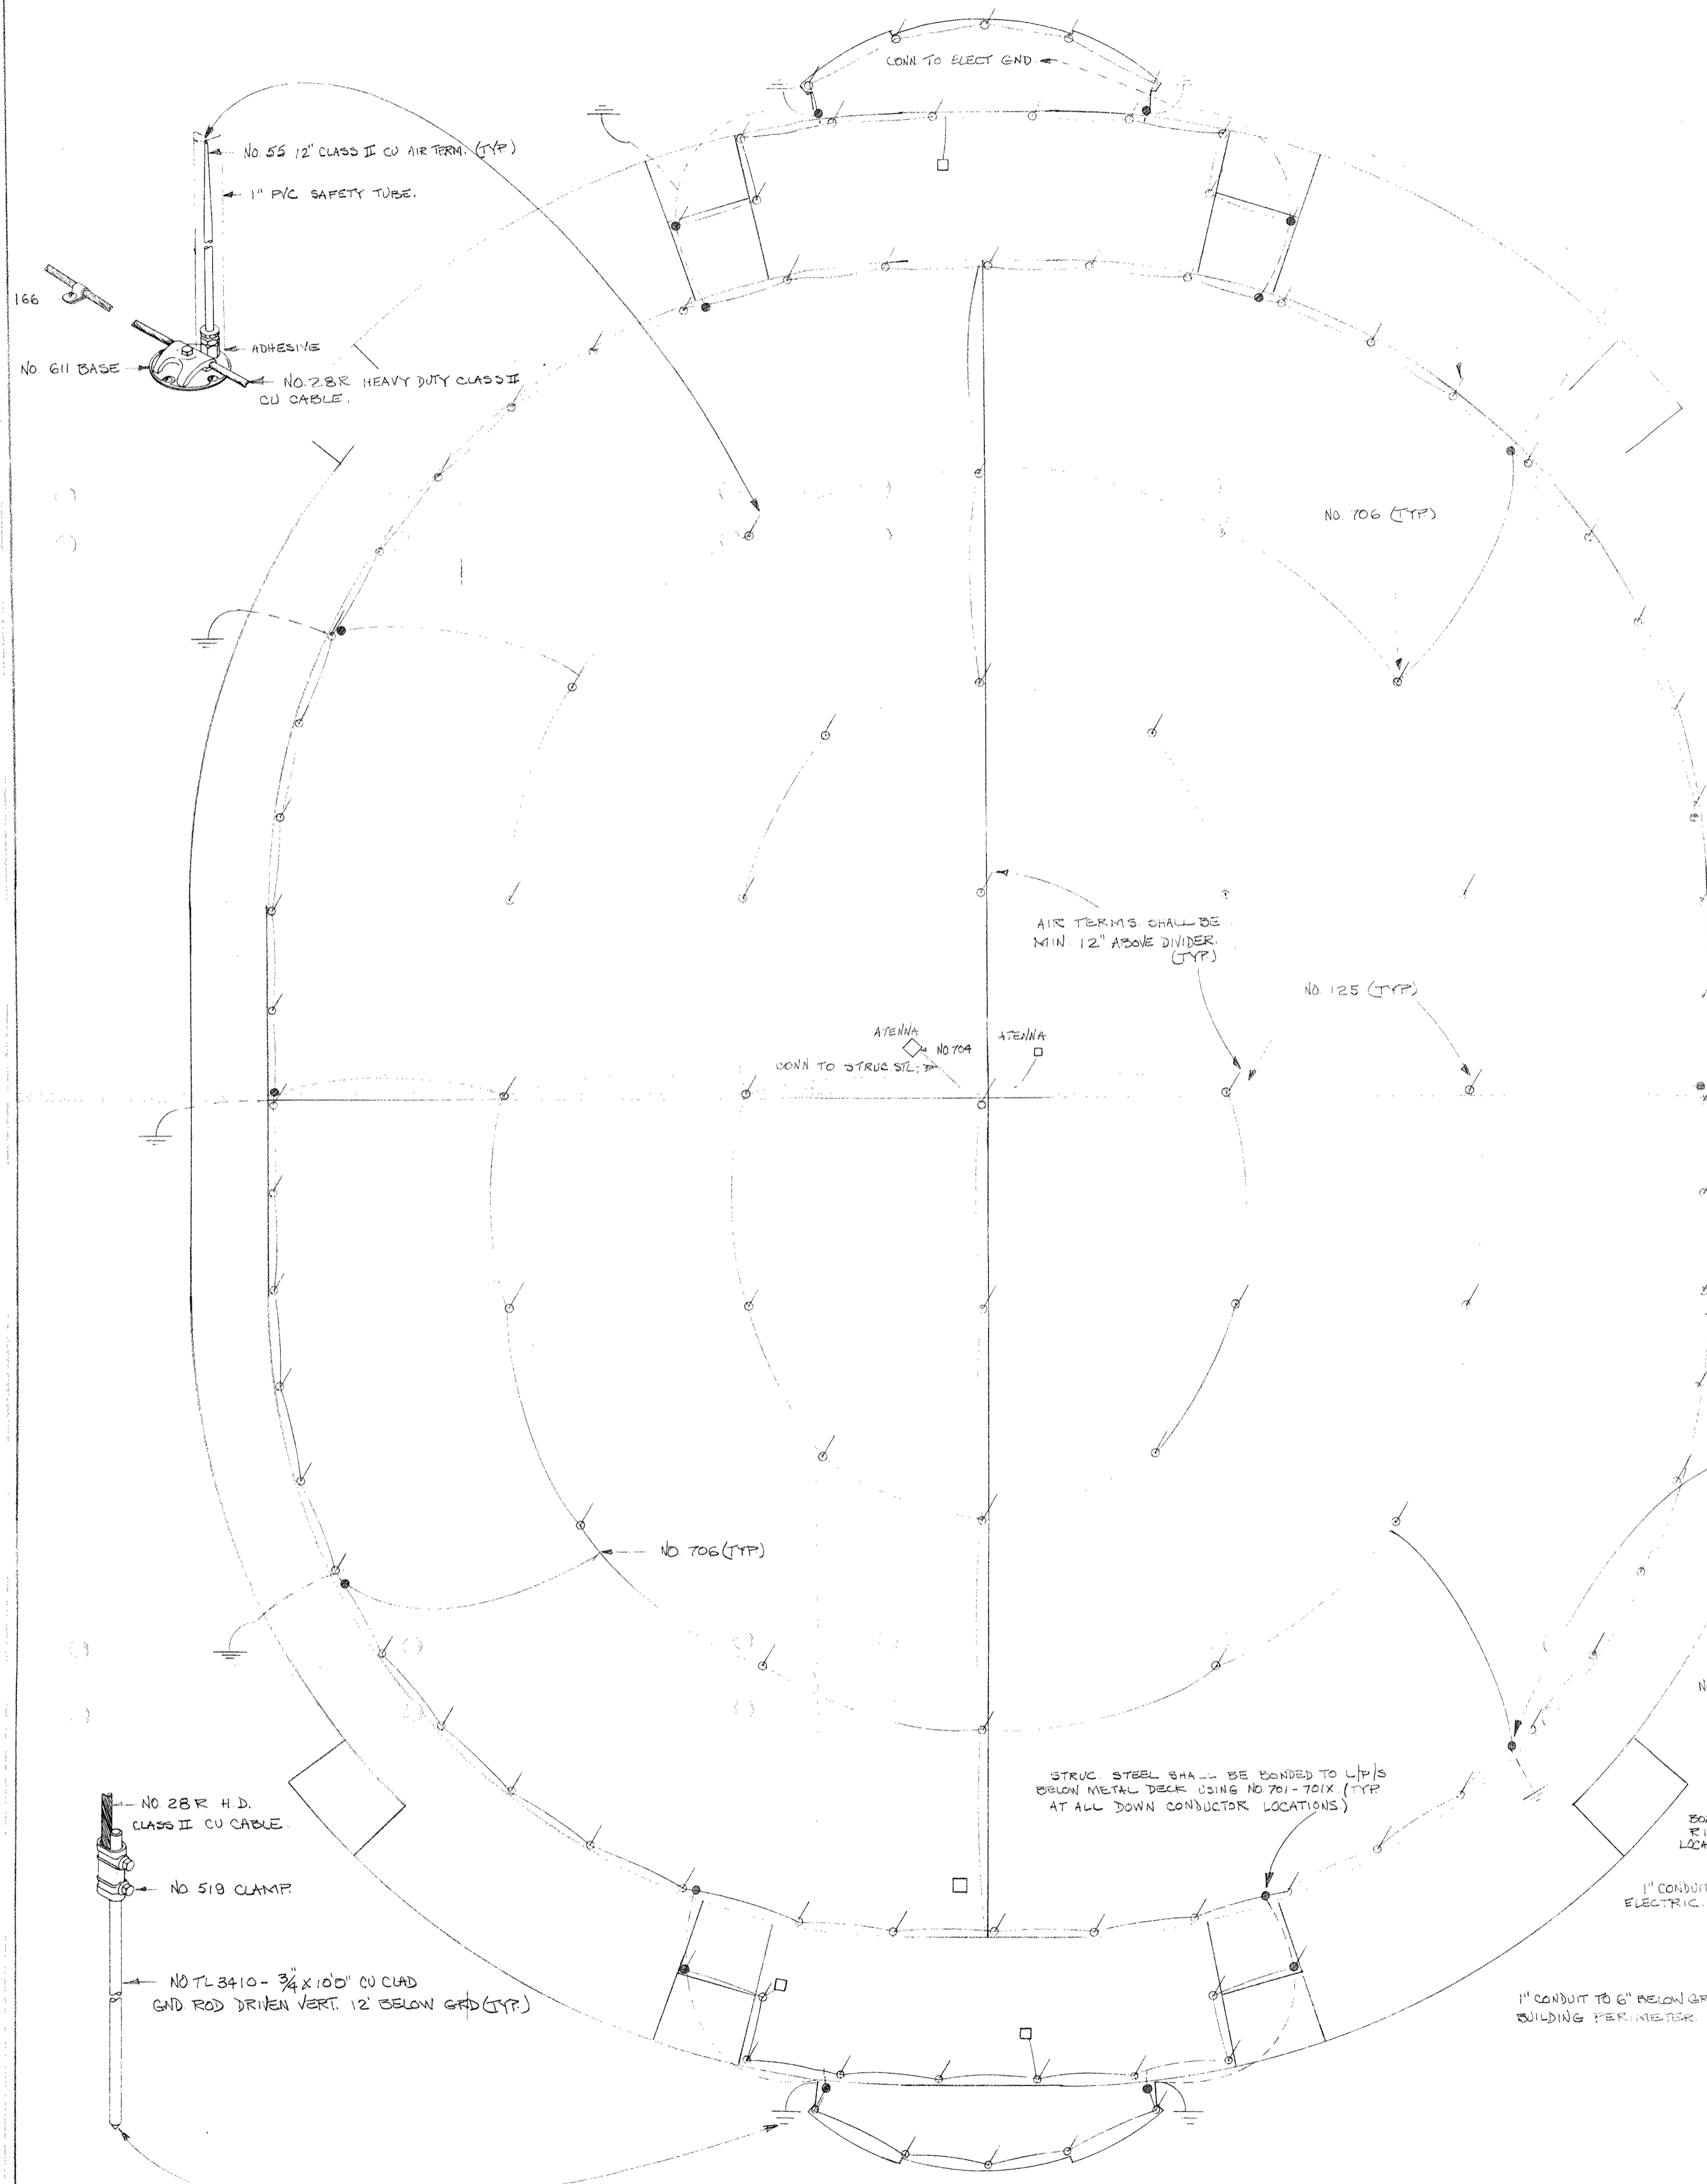 CONN. TO ELECT GND.
NO. 55 12" CLASS II CU AIR TERM. (TYP.)
1" PVC SAFETY TUBE.
166
ADHESIVE
NO. 611 BASE
NO. 28R HEAVY DUTY CLASS II
CU CABLE.
NO. 706 (TYP)
AIR TERMS. SHALL BE
MIN. 12" ABOVE DIVIDER.
(TYP.)
NO. 125 (TYP)
ATENNA
ATENNA
NO. 704
CONN TO STRUC. STL.
NO. 706 (TYP)
STRUC. STEEL SHALL BE BONDED TO L/P/S
BELOW METAL DECK USING NO. 701-701X. (TYP.
AT ALL DOWN CONDUCTOR LOCATIONS.)
NO. 28R H.D.
CLASS II CU CABLE.
NO. 519 CLAMP.
1" CONDUIT
ELECTRIC.
NO TL3410 - 3/4 X 10'0" CU CLAD
GND. ROD DRIVEN VERT. 12' BELOW GRD (TYP.)
1" CONDUIT TO 6" BELOW GR
BUILDING PERIMETER.